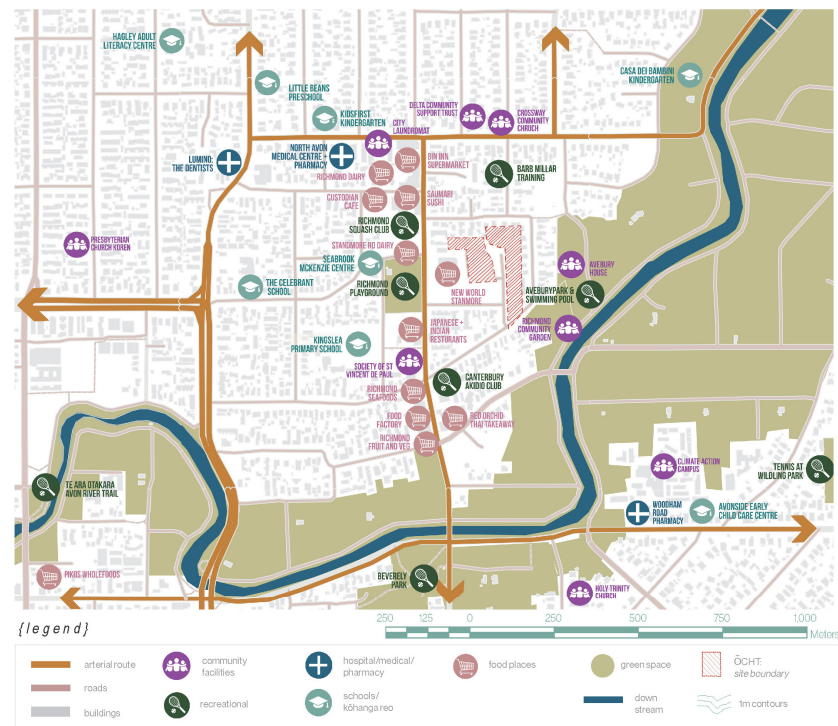 HAGLEY ADULT
LITERACY CENTRE
LITTLE BEANS
PRESCHOOL
CASA DEI BAMBINI
KINDERGARTEN
KIDSFIRST
KINDERGARTEN
CITY
LAUNDROMAT
DELTA COMMUNITY
SUPPORT TRUST
CROSSWAY
COMMUNITY
CHRUCH
LUMINO:
THE DENTISTS
NORTH AVON
MEDICAL CENTRE +
PHARMACY
BIN INN
SUPERMARKET
RICHMOND DAIRY
BARB MILLAR
TRAINING
CUSTODIAN
CAFE
SAUMARI
SUSHI
RICHMOND
SQUASH CLUB
PRESBYTERIAN
CHURCH KOREN
STANDMORE RD DAIRY
SEABROOK
MCKENZIE CENTRE
AVEBURY
HOUSE
THE CELEBRANT
SCHOOL
RICHMOND
PLAYGROUND
NEW WORLD
STANMORE
AVEBURYPARK &
SWIMMING POOL
JAPANESE +
INDIAN
RESTURANTS
RICHMOND
COMMUNITY
GARDEN
KINGSLEA
PRIMARY SCHOOL
SOCIETY OF ST
VINCENT DE PAUL
CANTERBURY
AKIDIO CLUB
RICHMOND
SEAFOODS
FOOD
FACTORY
RED ORCHID
THAI TAKEAWAY
RICHMOND
FRUIT AND VEG
CLIMATE ACTION
CAMPUS
TENNIS AT
WILDLING PARK
TE ARA OTAKARA
AVON RIVER TRAIL
WOODHAM
ROAD
PHARMACY
AVONSIDE EARLY
CHILD CARE CENTRE
PIKOS WHOLEFOODS
BEVERELY
PARK
HOLY TRINITY
CHURCH
{legend}
250 125 0 250 500 750 1,000
Meters
arterial route
community
facilities
hospital/medical/
pharmacy
food places
green space
ŌCHT:
site boundary
roads
buildings
recreational
schools/
kōhanga reo
down
stream
1m contours